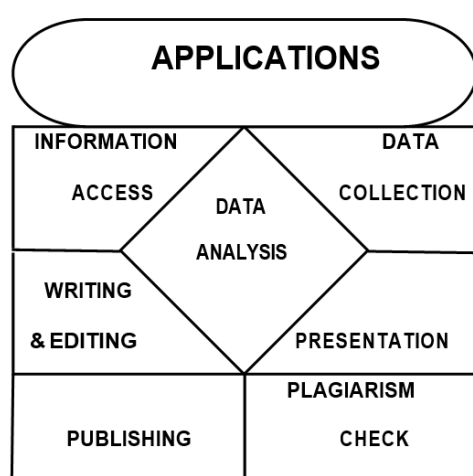 APPLICATIONS
INFORMATION
ACCESS
DATA
COLLECTION
DATA
ANALYSIS
WRITING
& EDITING
PRESENTATION
PUBLISHING
PLAGIARISM
CHECK